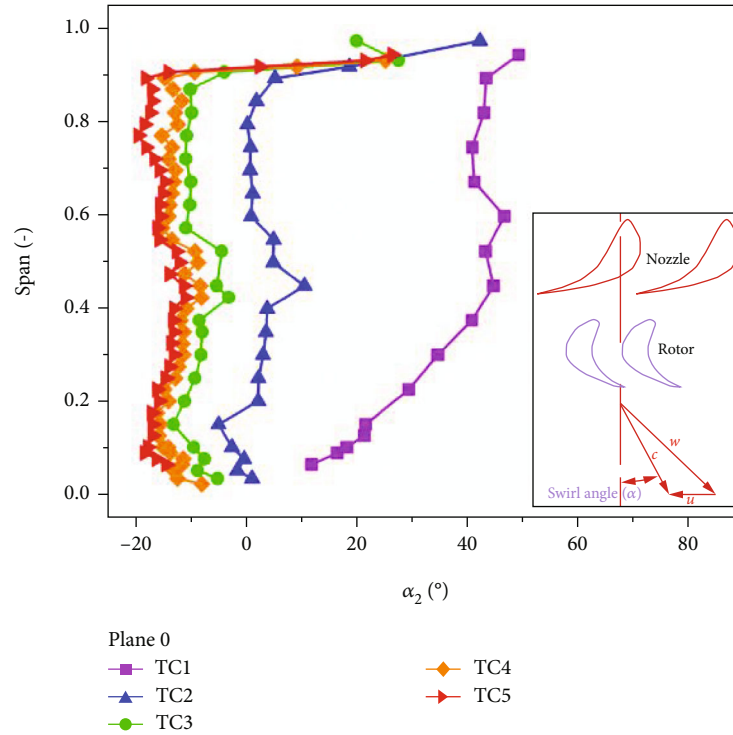 1.0
0.8
0.6
0.4
0.2
0.0
Span (-)
−20
0
20
40
60
80
α₂ (°)
Nozzle
Rotor
w
c
u
Swirl angle (α)
Plane 0
TC1
TC2
TC3
TC4
TC5